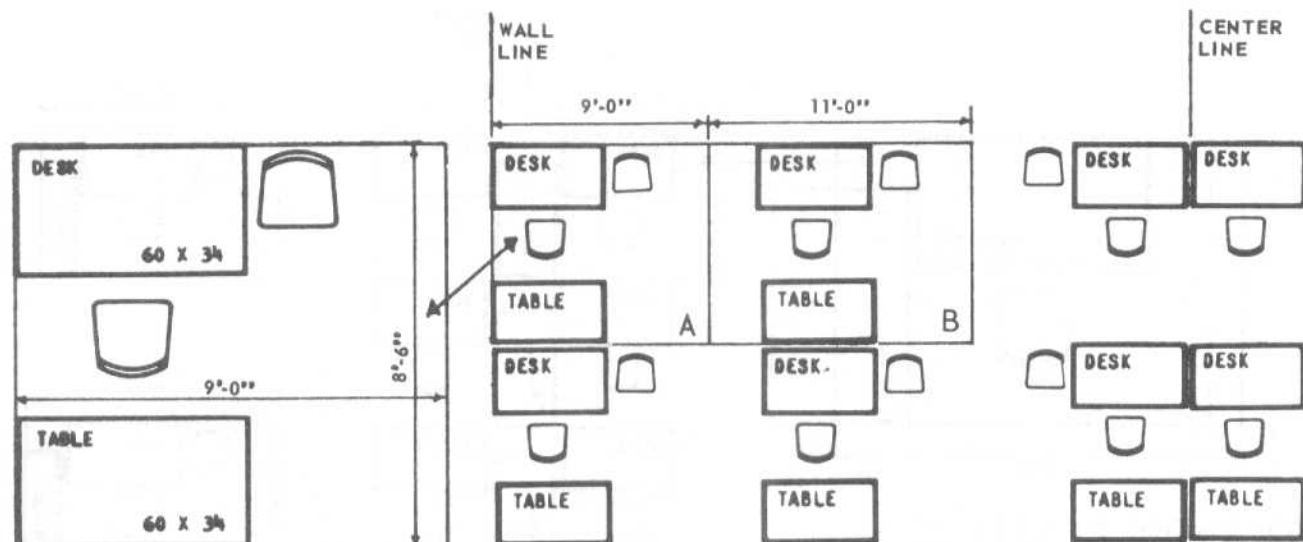 WALL
LINE
CENTER
LINE
9'-0" 11'-0"
DESK
60 X 34
9'-0"
8'-6"
TABLE
60 X 34
DESK DESK DESK DESK
TABLE TABLE
A B
DESK DESK. DESK DESK
TABLE TABLE TABLE TABLE